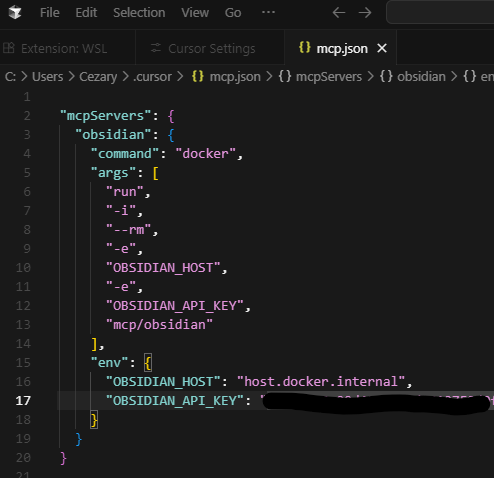 File Edit Selection View Go ···
Extension: WSL Cursor Settings mcp.json
C: > Users > Cezary > .cursor > {} mcp.json > {} mcpServers > {} obsidian > {} en
1
2 "mcpServers": {
3 "obsidian": {
4 "command": "docker",
5 "args": [
6 "run",
7 "-i",
8 "--rm",
9 "-e",
10 "OBSIDIAN_HOST",
11 "-e",
12 "OBSIDIAN_API_KEY",
13 "mcp/obsidian"
14 ],
15 "env": {
16 "OBSIDIAN_HOST": "host.docker.internal",
17 "OBSIDIAN_API_KEY": "
18 }
19 }
20 }
21